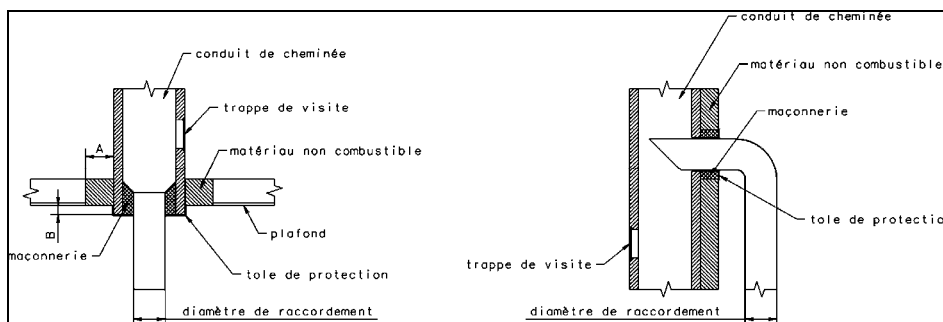 conduit de cheminée
trappe de visite
A
matériau non combustible
B
plafond
maçonnerie
tole de protection
diamètre de raccordement
conduit de cheminée
matériau non combustible
maçonnerie
tole de protectio
trappe de visite
diamètre de raccordement